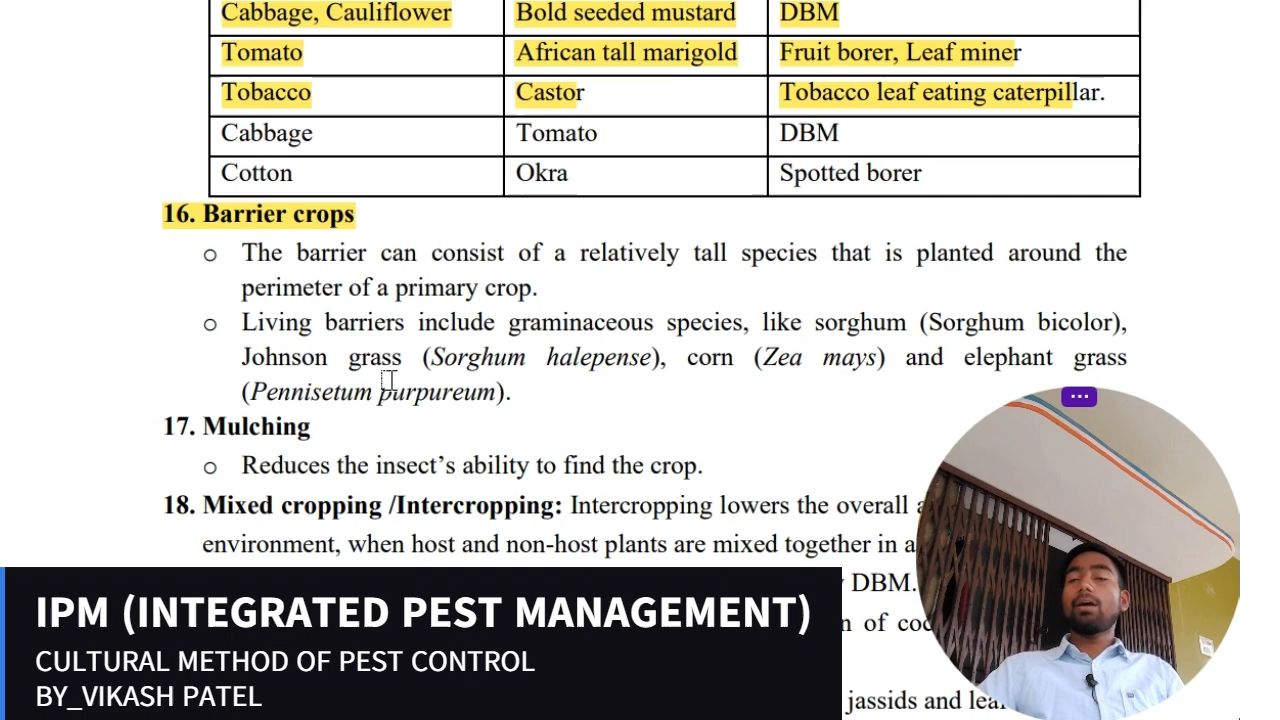 Cabbage, Cauliflower Bold seeded mustard DBM
Tomato African tall marigold Fruit borer, Leaf miner
Tobacco Castor Tobacco leaf eating caterpillar.
Cabbage Tomato DBM
Cotton Okra Spotted borer
16. Barrier crops
o The barrier can consist of a relatively tall species that is planted around the
perimeter of a primary crop.
o Living barriers include graminaceous species, like sorghum (Sorghum bicolor),
Johnson grass (Sorghum halepense), corn (Zea mays) and elephant grass
(Pennisetum purpureum).
17. Mulching
o Reduces the insect's ability to find the crop.
18. Mixed cropping /Intercropping: Intercropping lowers the overall
environment, when host and non-host plants are mixed together in a
DBM.
of
jassids and
IPM (INTEGRATED PEST MANAGEMENT)
CULTURAL METHOD OF PEST CONTROL
BY_VIKASH PATEL